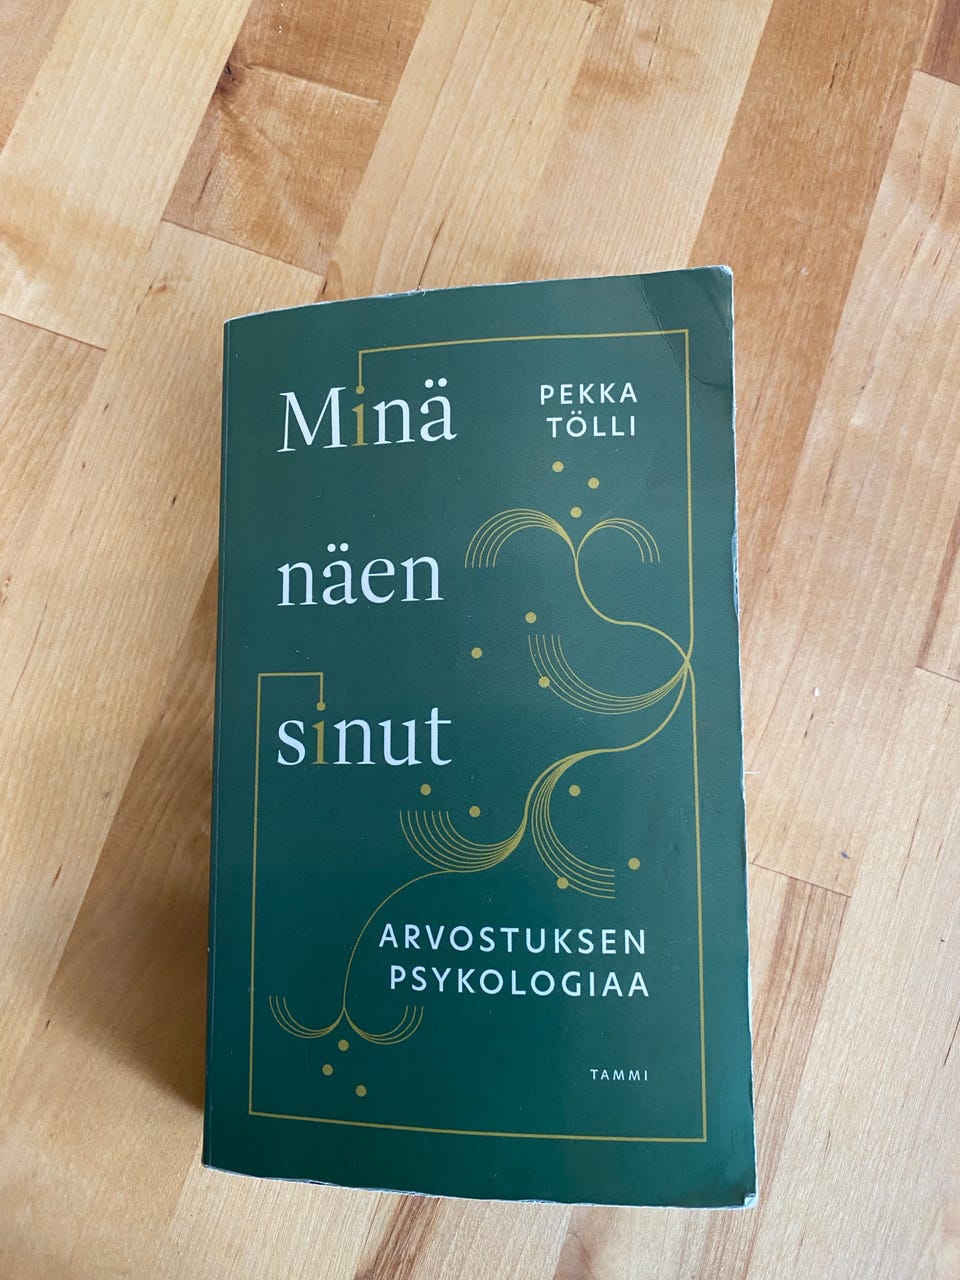 Minä
PEKKA
TÖLLI
näen
sinut
ARVOSTUKSEN
PSYKOLOGIAA
TAMMI